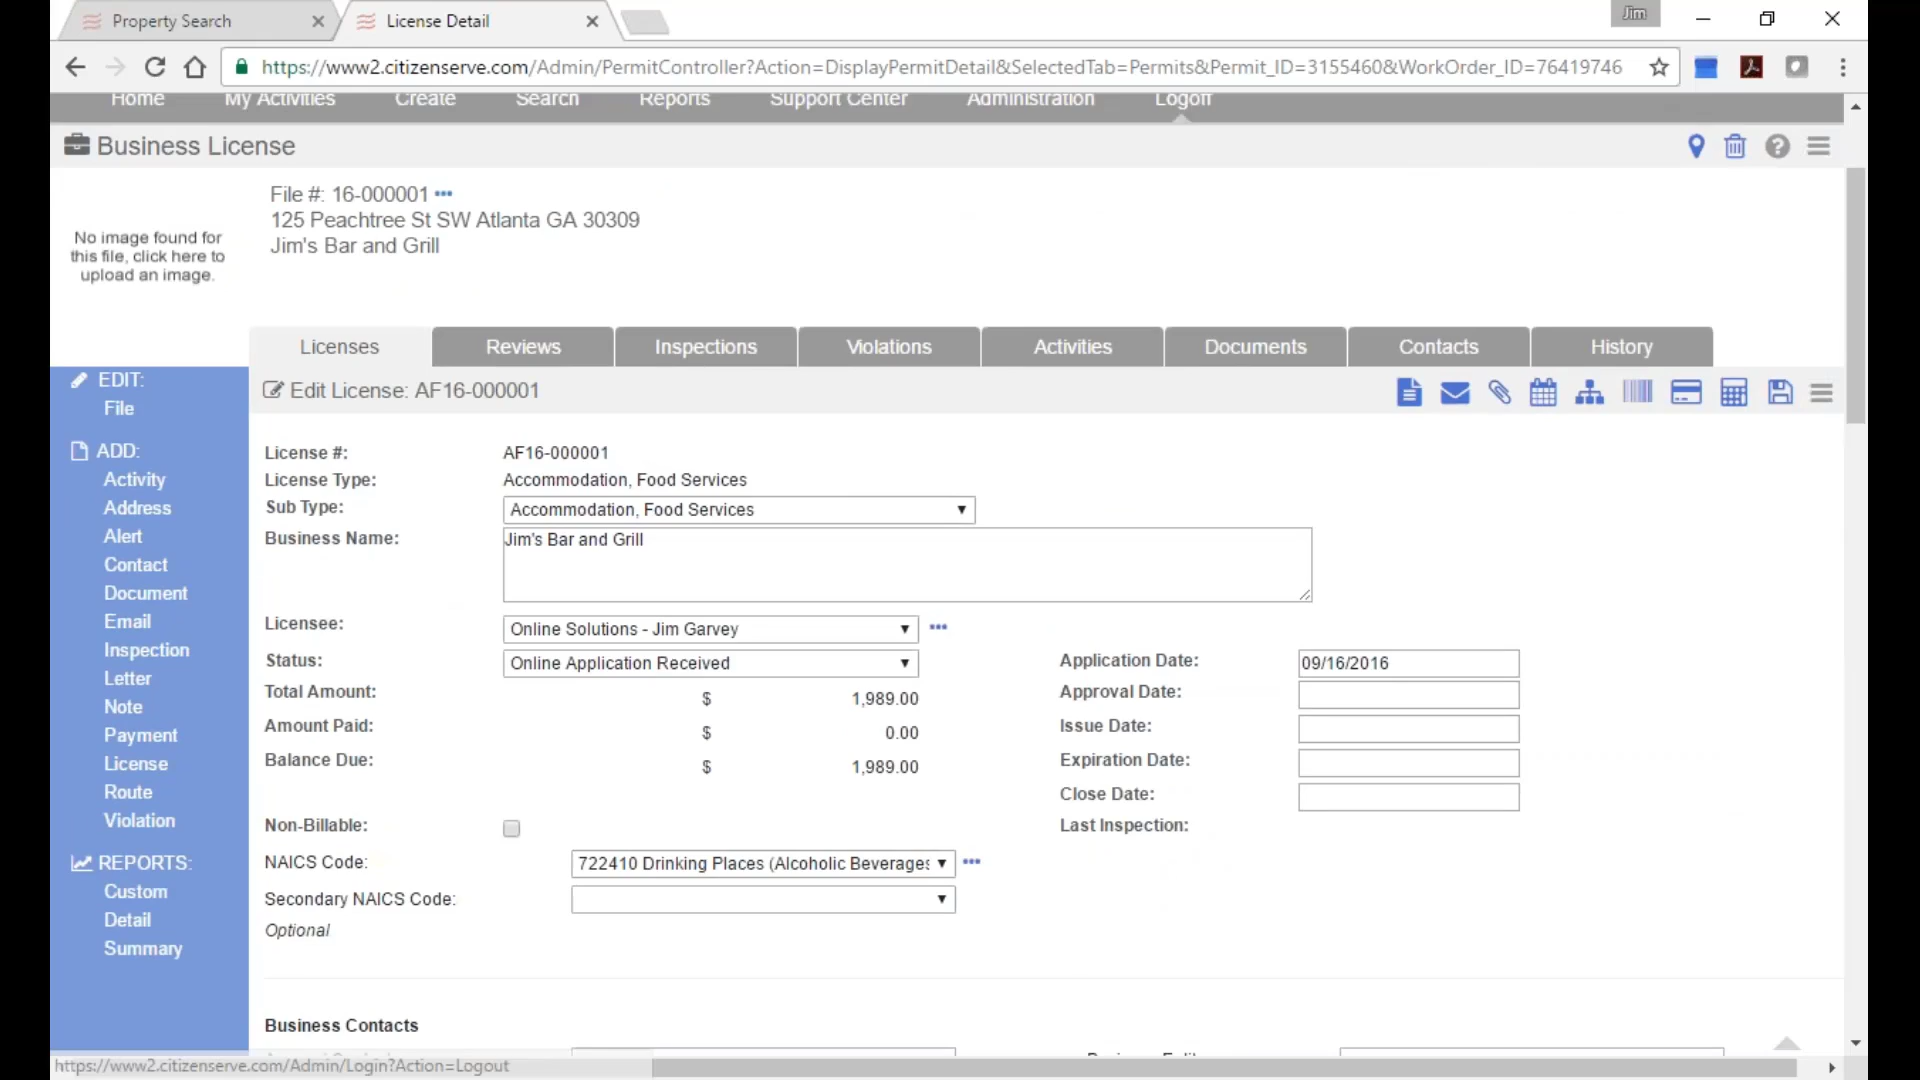 Property Search
License Detail
Jim
https://www2.citizenserve.com/Admin/PermitController?Action=DisplayPermitDetail&SelectedTab=Permits&Permit_ID=3155460&WorkOrder_ID=76419746
Home My Activities Create Search Reports Support Center Administration Logoff
Business License
No image found for
this file, click here to
upload an image.
File #: 16-000001
125 Peachtree St SW Atlanta GA 30309
Jim's Bar and Grill
Licenses Reviews Inspections Violations Activities Documents Contacts History
EDIT:
File
ADD:
Activity
Address
Alert
Contact
Document
Email
Inspection
Letter
Note
Payment
License
Route
Violation
REPORTS:
Custom
Detail
Summary
Edit License: AF16-000001
License #: AF16-000001
License Type: Accommodation, Food Services
Sub Type: Accommodation, Food Services
Business Name: Jim's Bar and Grill
Licensee: Online Solutions - Jim Garvey
Status: Online Application Received
Total Amount: $ 1,989.00
Amount Paid: $ 0.00
Balance Due: $ 1,989.00
Application Date: 09/16/2016
Approval Date:
Issue Date:
Expiration Date:
Close Date:
Last Inspection:
Non-Billable:
NAICS Code: 722410 Drinking Places (Alcoholic Beverages
Secondary NAICS Code:
Optional
Business Contacts
https://www2.citizenserve.com/Admin/Login?Action=Logout